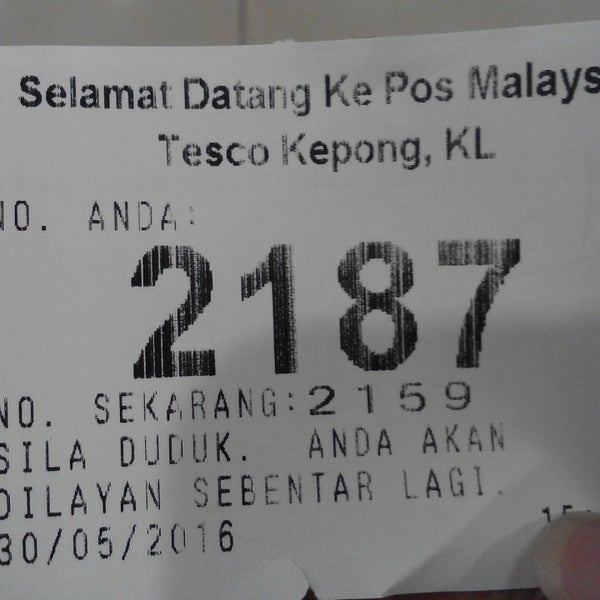 Selamat Datang Ke Pos Malays
Tesco Kepong, KL
NO. ANDA:
2187
NO. SEKARANG:2159
SILA DUDUK. ANDA AKAN
DILAYAN SEBENTAR LAGI.
30/05/2016